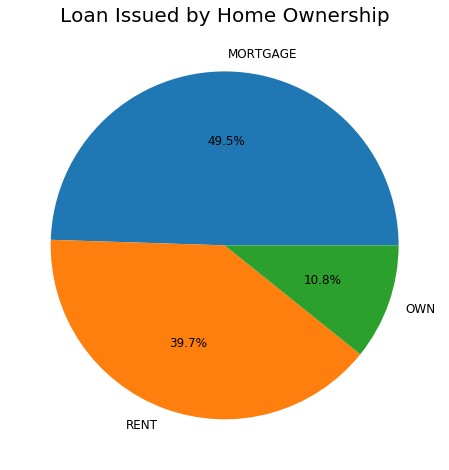 Loan Issued by Home Ownership
MORTGAGE
49.5%
10.8%
OWN
39.7%
RENT